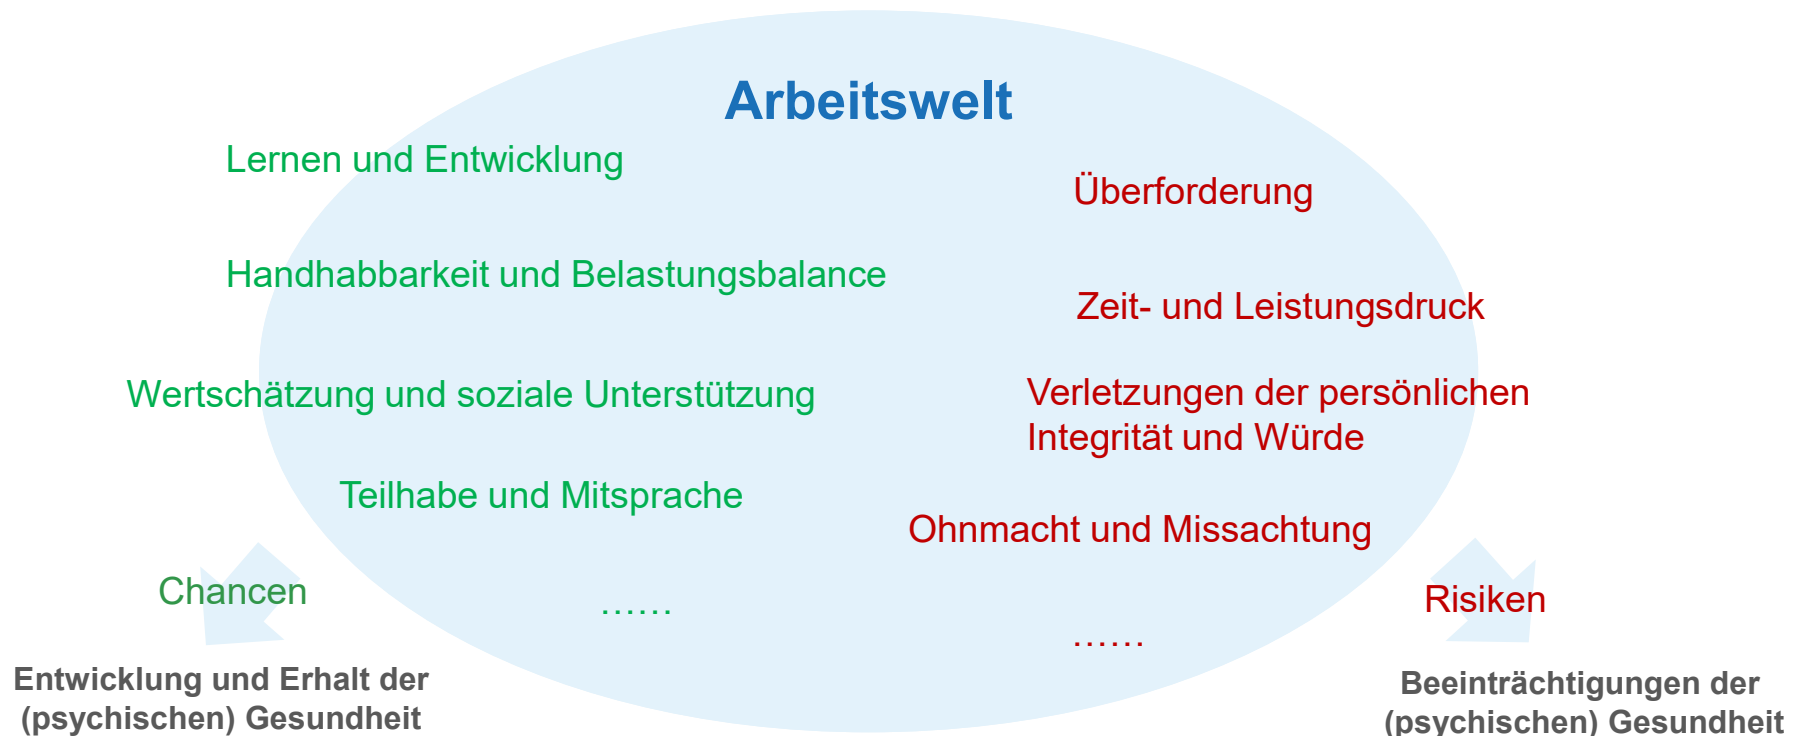 Arbeitswelt
Lernen und Entwicklung
Handhabbarkeit und Belastungsbalance
Wertschätzung und soziale Unterstützung
Teilhabe und Mitsprache
……
Chancen
Entwicklung und Erhalt der
(psychischen) Gesundheit
Überforderung
Zeit- und Leistungsdruck
Verletzungen der persönlichen
Integrität und Würde
Ohnmacht und Missachtung
……
Risiken
Beeinträchtigungen der
(psychischen) Gesundheit